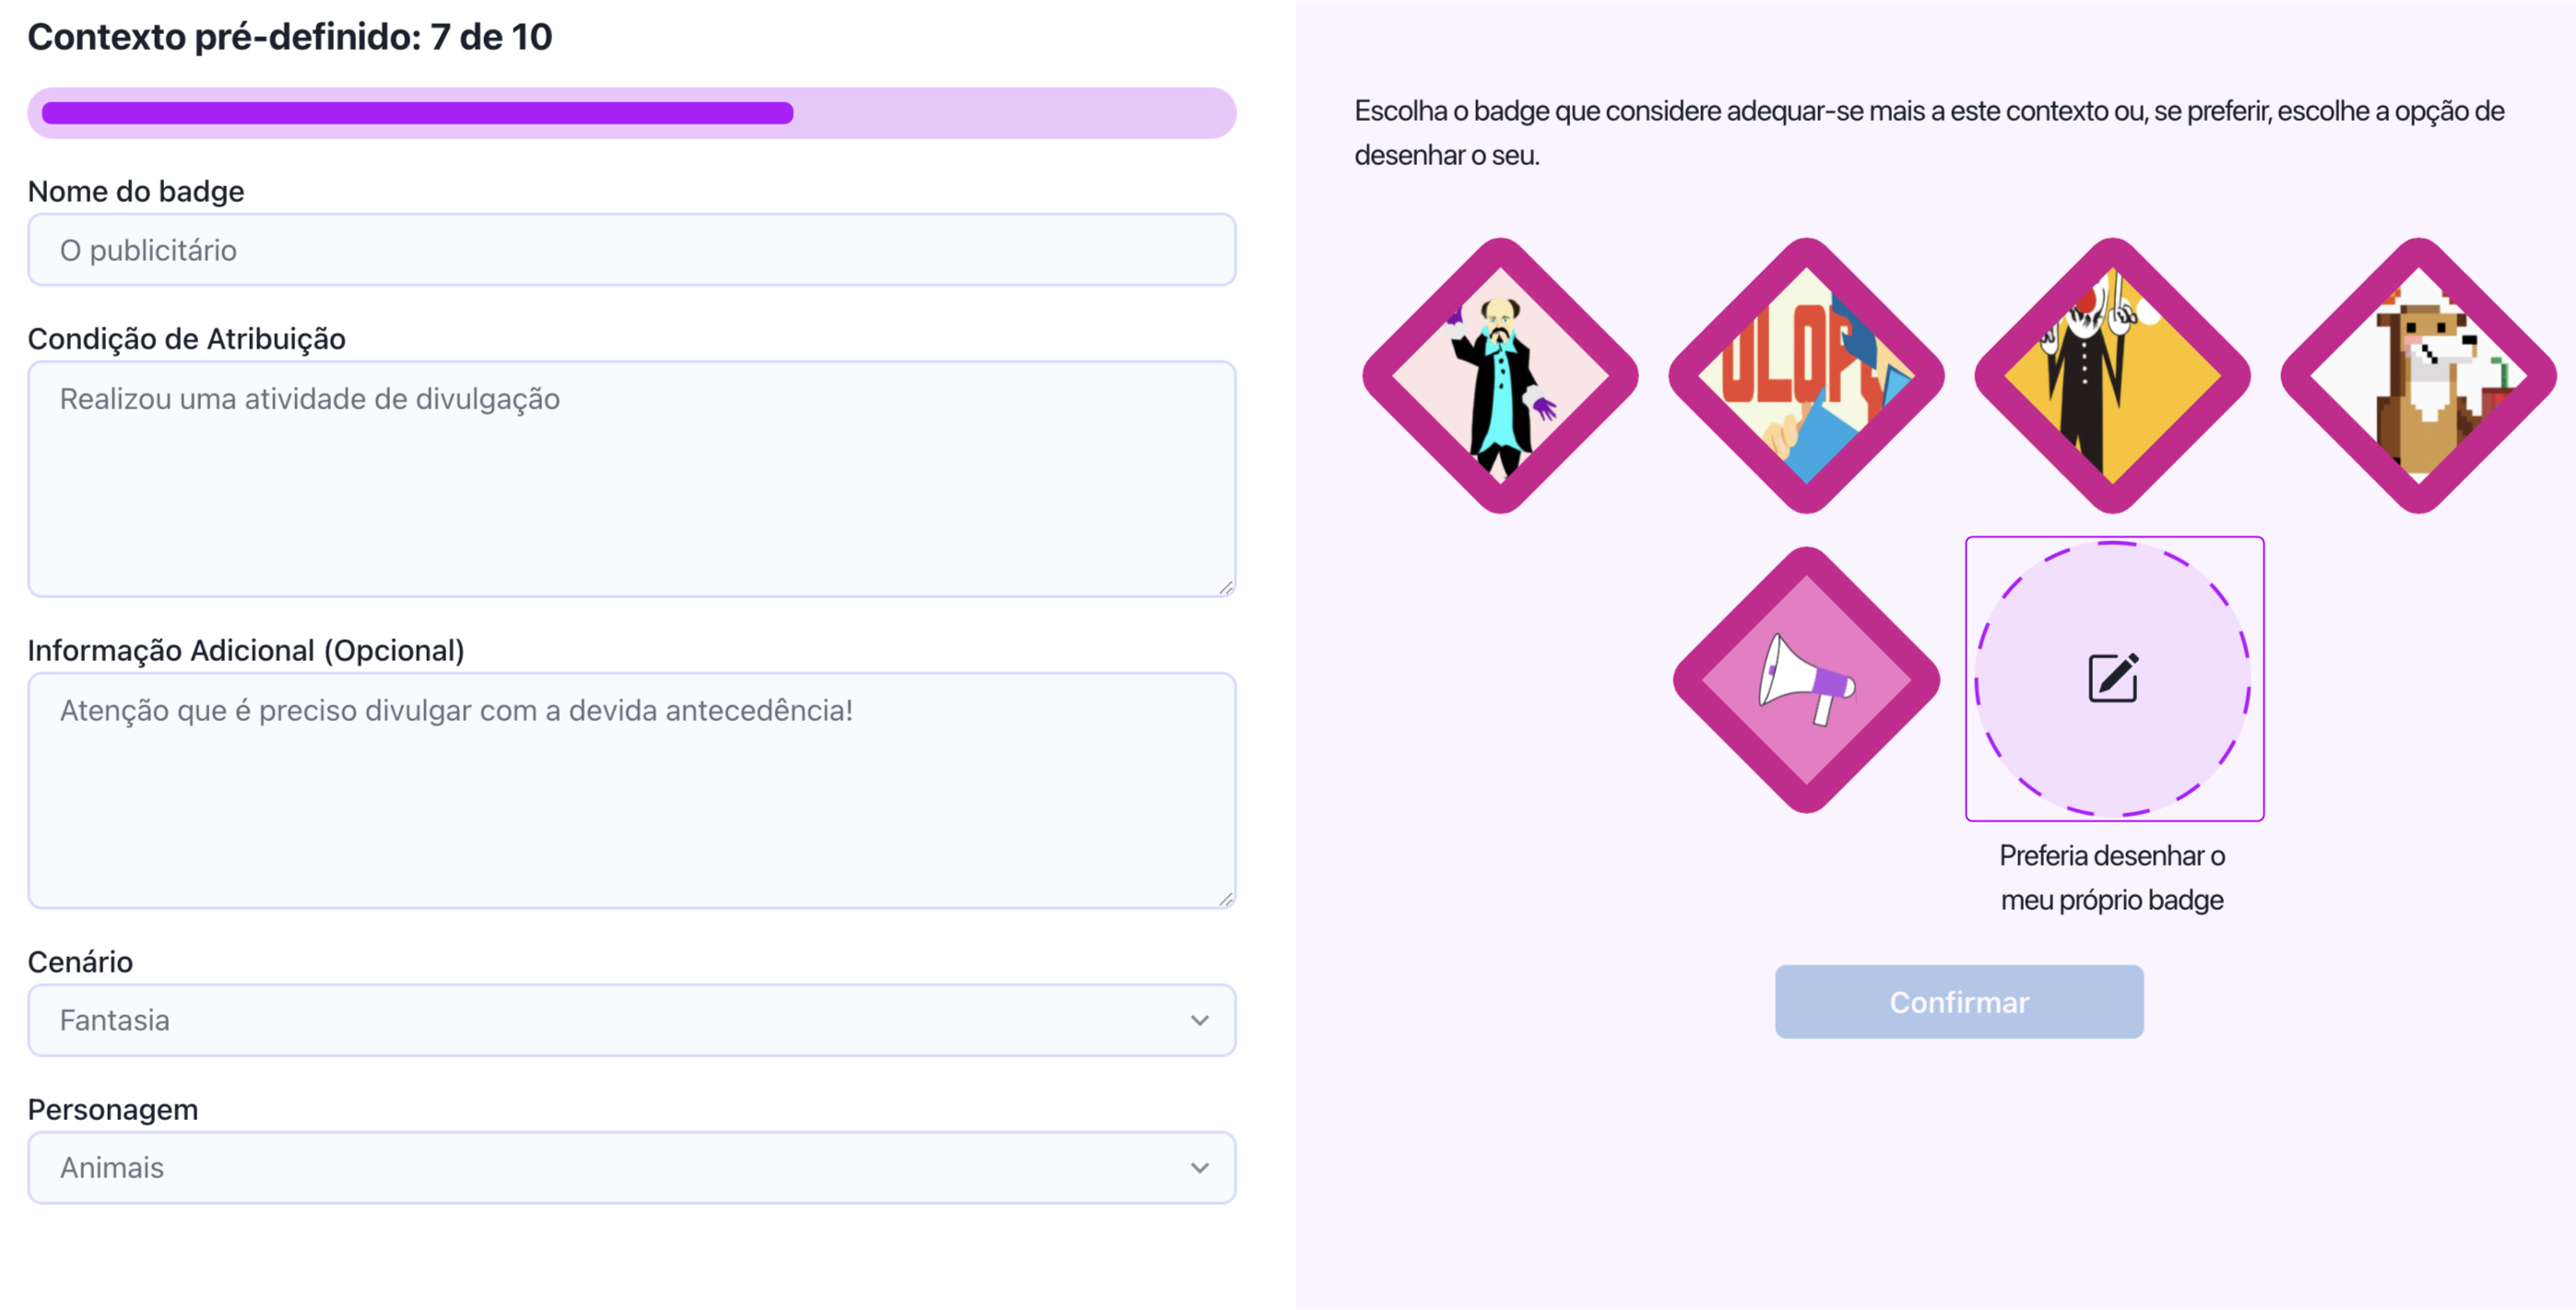 Contexto pré-definido: 7 de 10
Nome do badge
O publicitário
Condição de Atribuição
Realizou uma atividade de divulgação
Informação Adicional (Opcional)
Atenção que é preciso divulgar com a devida antecedência!
Cenário
Fantasia
Personagem
Animais
Escolha o badge que considere adequar-se mais a este contexto ou, se preferir, escolhe a opção de
desenhar o seu.
Preferia desenhar o
meu próprio badge
Confirmar